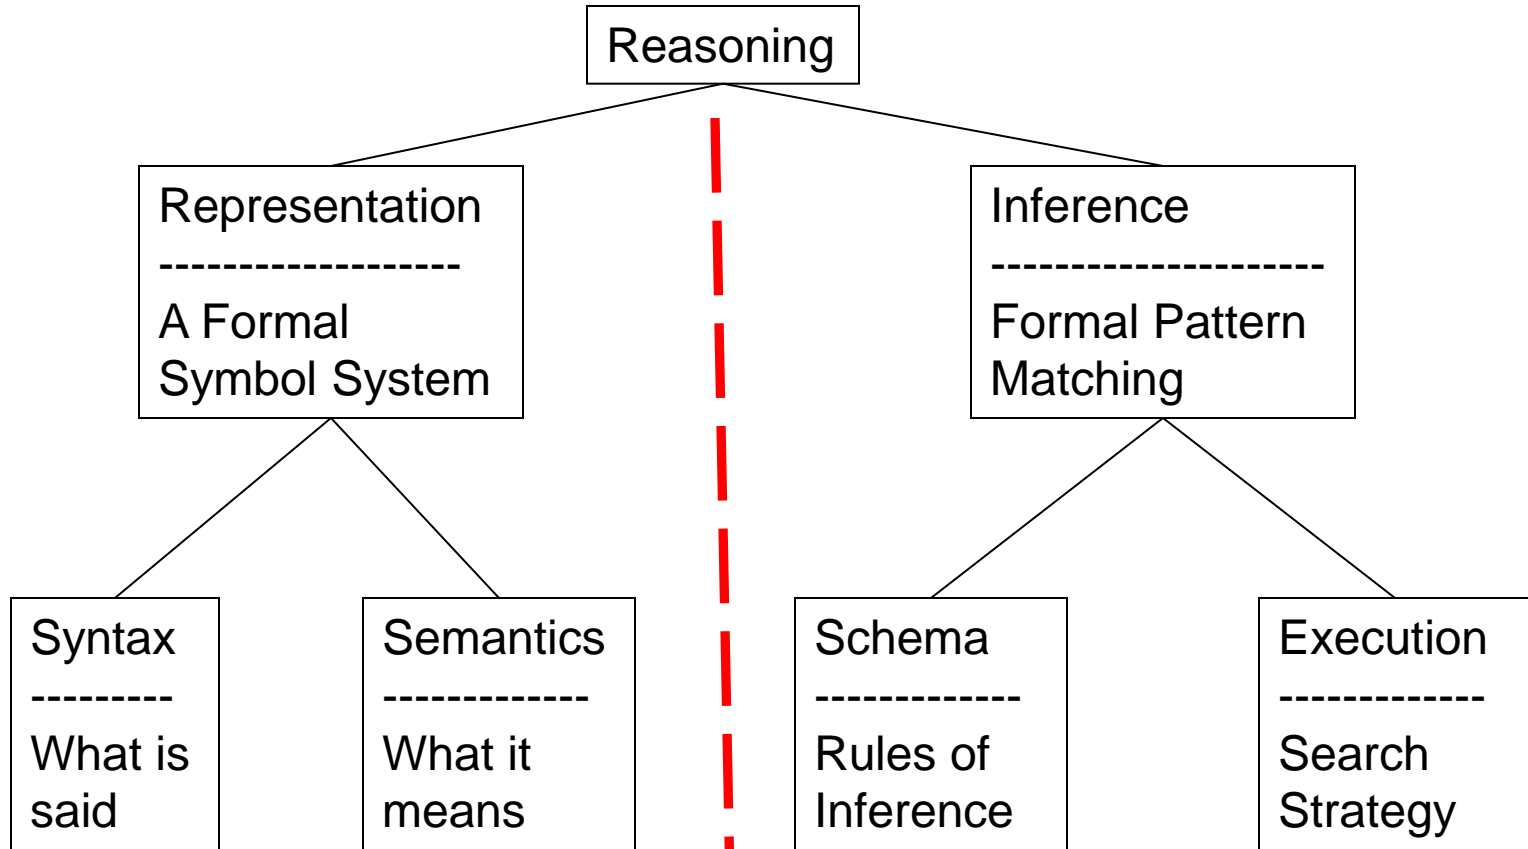 Reasoning
Representation
-------------------
A Formal
Symbol System
Inference
---------------------
Formal Pattern
Matching
Syntax
---------
What is
said
Semantics
-------------
What it
means
Schema
-------------
Rules of
Inference
Execution
-------------
Search
Strategy